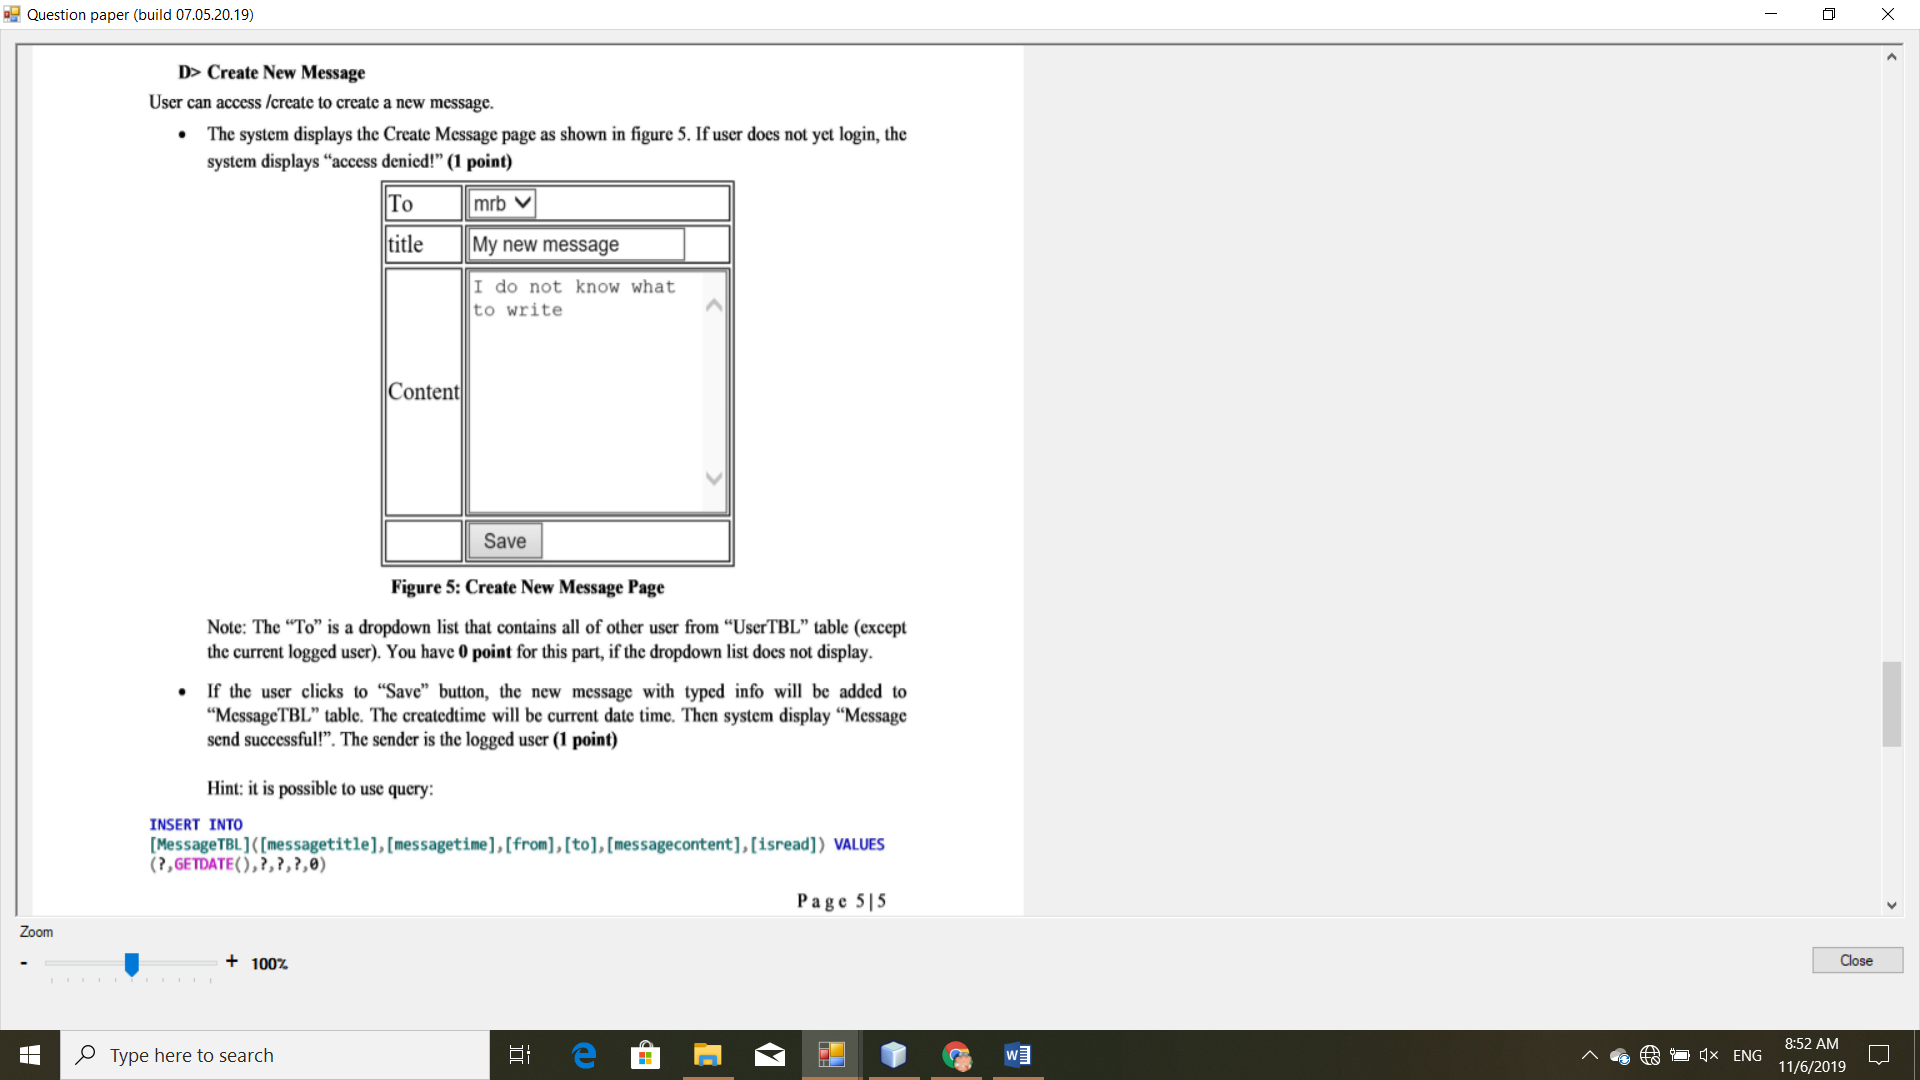 Question paper (build 07.05.20.19)
D> Create New Message
User can access /create to create a new message.
• The system displays the Create Message page as shown in figure 5. If user does not yet login, the
system displays “access denied!” (1 point)
To mrb
title My new message
I do not know what
to write
Content
Save
Figure 5: Create New Message Page
Note: The “To” is a dropdown list that contains all of other user from “UserTBL” table (except
the current logged user). You have 0 point for this part, if the dropdown list does not display.
• If the user clicks to “Save” button, the new message with typed info will be added to
“MessageTBL” table. The createdtime will be current date time. Then system display “Message
send successful!”. The sender is the logged user (1 point)
Hint: it is possible to use query:
INSERT INTO
[MessageTBL]([messagetitle],[messagetime],[from],[to],[messagecontent],[isread]) VALUES
(?,GETDATE(),?,?,?,0)
Page 5|5
Zoom
- + 100%
Close
Type here to search
ENG
8:52 AM
11/6/2019